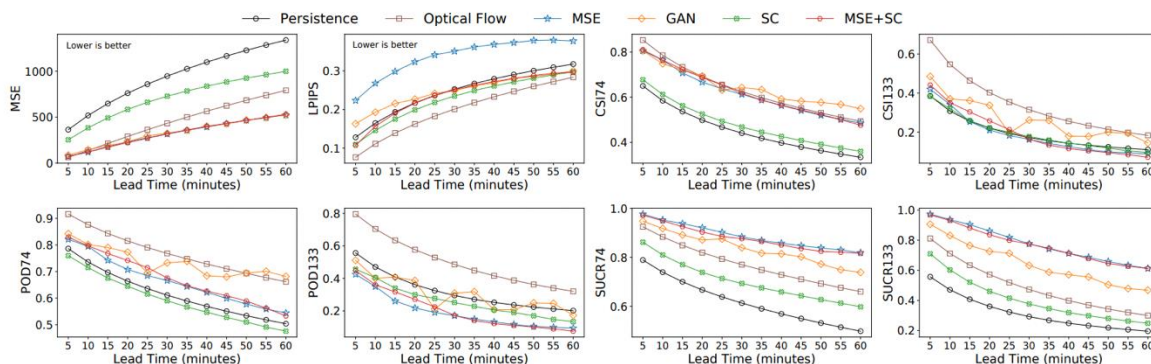 Persistence Optical Flow MSE GAN SC MSE+SC
Lower is better
MSE
1000
500
0
5 10 15 20 25 30 35 40 45 50 55 60
Lead Time (minutes)
Lower is better
LPIPS
0.3
0.2
0.1
5 10 15 20 25 30 35 40 45 50 55 60
Lead Time (minutes)
CSI74
0.8
0.6
0.4
5 10 15 20 25 30 35 40 45 50 55 60
Lead Time (minutes)
CSI133
0.6
0.4
0.2
5 10 15 20 25 30 35 40 45 50 55 60
Lead Time (minutes)
POD74
0.9
0.8
0.7
0.6
0.5
5 10 15 20 25 30 35 40 45 50 55 60
Lead Time (minutes)
POD133
0.8
0.6
0.4
0.2
0.0
5 10 15 20 25 30 35 40 45 50 55 60
Lead Time (minutes)
SUCR74
1.0
0.8
0.6
5 10 15 20 25 30 35 40 45 50 55 60
Lead Time (minutes)
SUCR133
1.0
0.8
0.6
0.4
0.2
5 10 15 20 25 30 35 40 45 50 55 60
Lead Time (minutes)